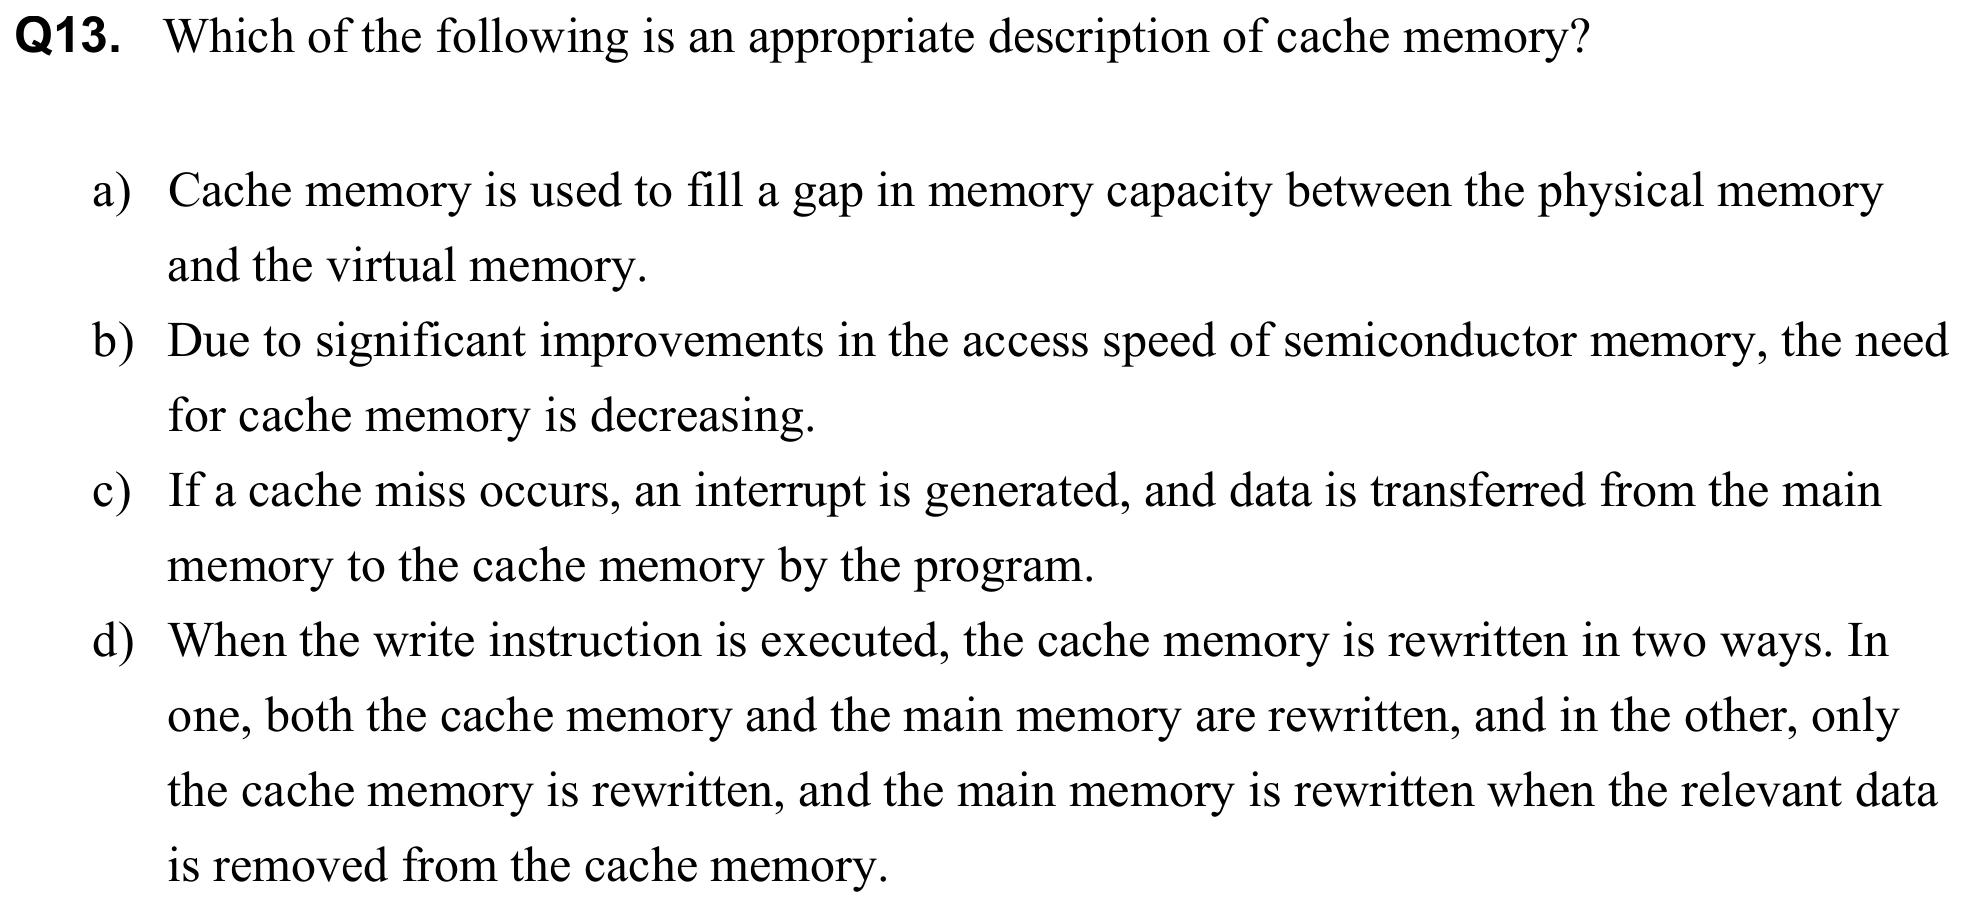 Q13. Which of the following is an appropriate description of cache memory?
a) Cache memory is used to fill a gap in memory capacity between the physical memory
and the virtual memory.
b) Due to significant improvements in the access speed of semiconductor memory, the need
for cache memory is decreasing.
c) If a cache miss occurs, an interrupt is generated, and data is transferred from the main
memory to the cache memory by the program.
d) When the write instruction is executed, the cache memory is rewritten in two ways. In
one, both the cache memory and the main memory are rewritten, and in the other, only
the cache memory is rewritten, and the main memory is rewritten when the relevant data
is removed from the cache memory.